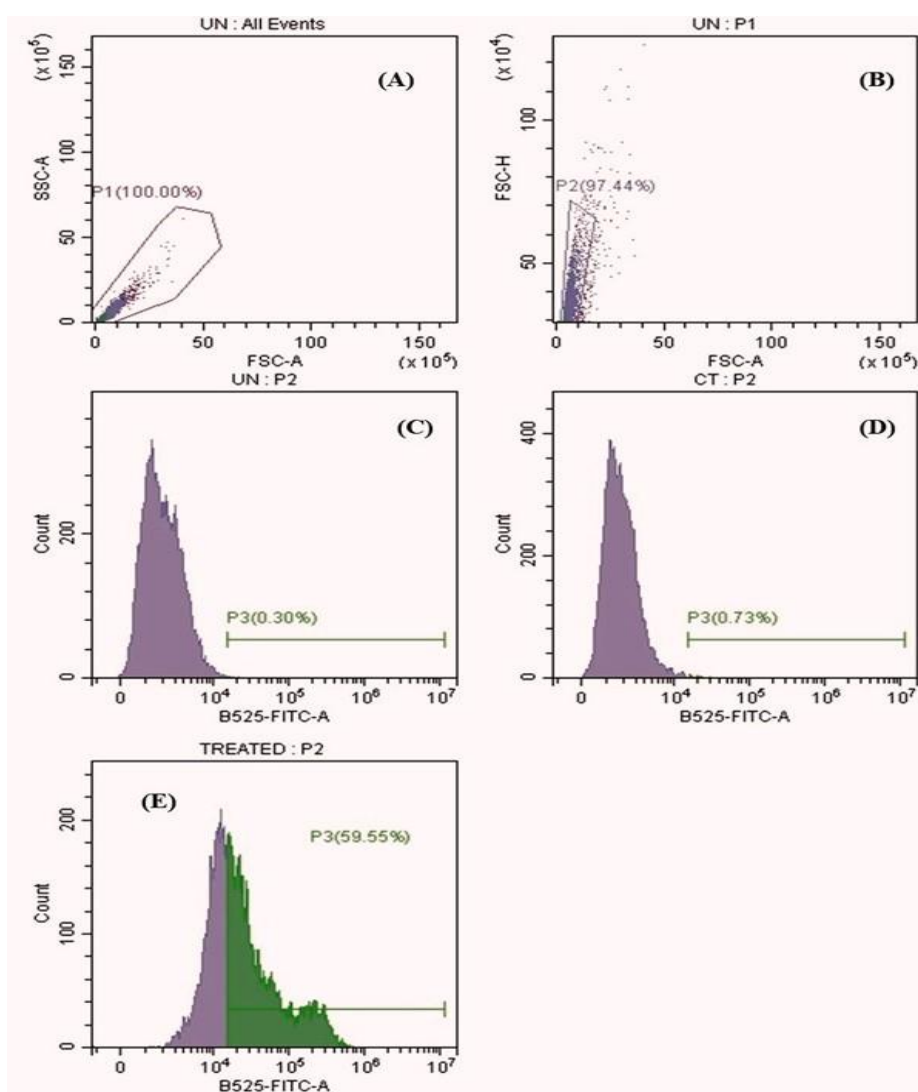 UN : All Events
(A)
(x10⁵)
150
100
50
0
SSC-A
P1(100.00%)
0
50
100
150
FSC-A
(x10⁵)
UN : P1
(B)
(x10⁴)
100
50
FSC-H
P2(97.44%)
0
50
100
150
FSC-A
(x10⁵)
UN : P2
(C)
200
0
Count
P3(0.30%)
0
10⁴
10⁵
10⁶
10⁷
B525-FITC-A
CT : P2
(D)
400
200
0
Count
P3(0.73%)
0
10⁴
10⁵
10⁶
10⁷
B525-FITC-A
TREATED : P2
(E)
200
100
0
Count
P3(59.55%)
0
10⁴
10⁵
10⁶
10⁷
B525-FITC-A